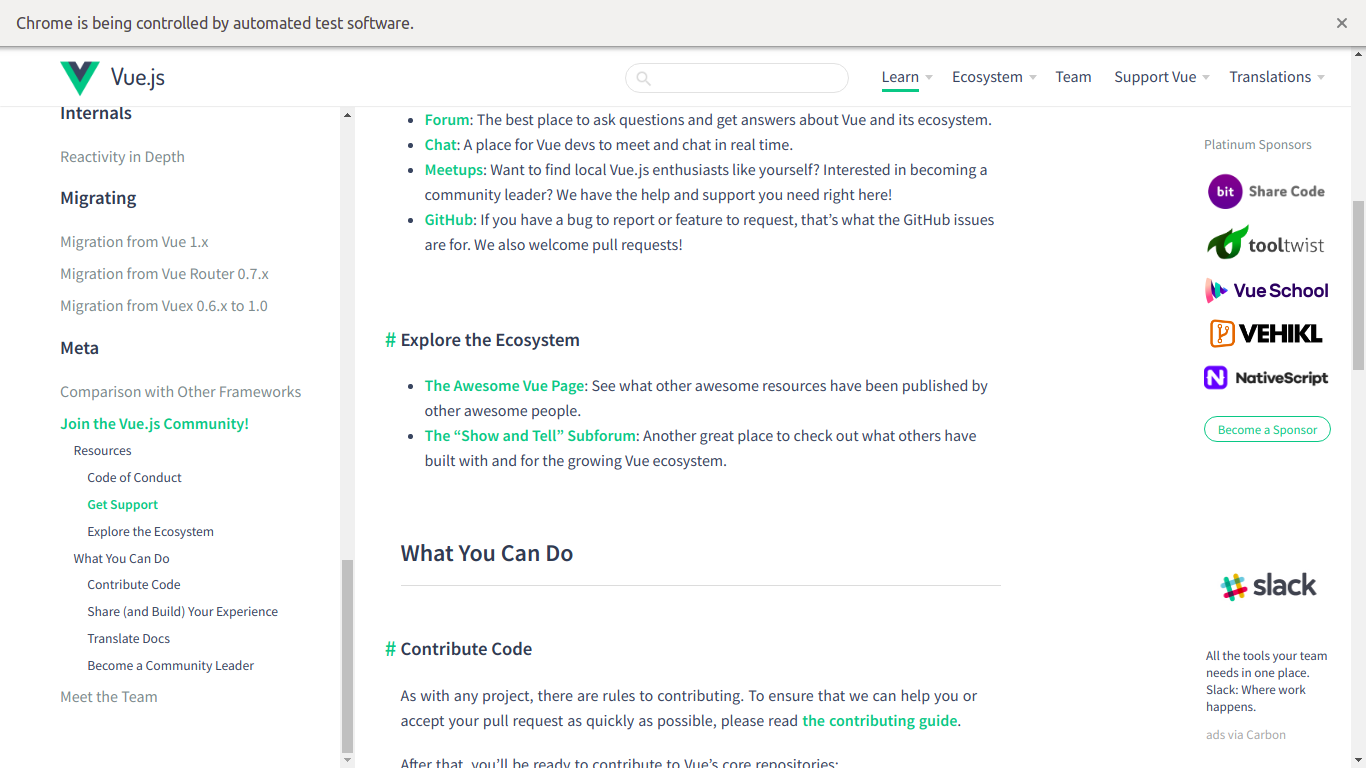 Chrome is being controlled by automated test software.
Vue.js
Learn
Ecosystem
Team
Support Vue
Translations
Internals
Reactivity in Depth
Migrating
Migration from Vue 1.x
Migration from Vue Router 0.7.x
Migration from Vuex 0.6.x to 1.0
Meta
Comparison with Other Frameworks
Join the Vue.js Community!
Resources
Code of Conduct
Get Support
Explore the Ecosystem
What You Can Do
Contribute Code
Share (and Build) Your Experience
Translate Docs
Become a Community Leader
Meet the Team
Forum: The best place to ask questions and get answers about Vue and its ecosystem.
Chat: A place for Vue devs to meet and chat in real time.
Meetups: Want to find local Vue.js enthusiasts like yourself? Interested in becoming a
community leader? We have the help and support you need right here!
GitHub: If you have a bug to report or feature to request, that’s what the GitHub issues
are for. We also welcome pull requests!
# Explore the Ecosystem
The Awesome Vue Page: See what other awesome resources have been published by
other awesome people.
The “Show and Tell” Subforum: Another great place to check out what others have
built with and for the growing Vue ecosystem.
What You Can Do
# Contribute Code
As with any project, there are rules to contributing. To ensure that we can help you or
accept your pull request as quickly as possible, please read the contributing guide.
After that, you’ll be ready to contribute to Vue’s core repositories:
Platinum Sponsors
bit Share Code
tooltwist
Vue School
VEHIKL
NativeScript
Become a Sponsor
slack
All the tools your team
needs in one place.
Slack: Where work
happens.
ads via Carbon